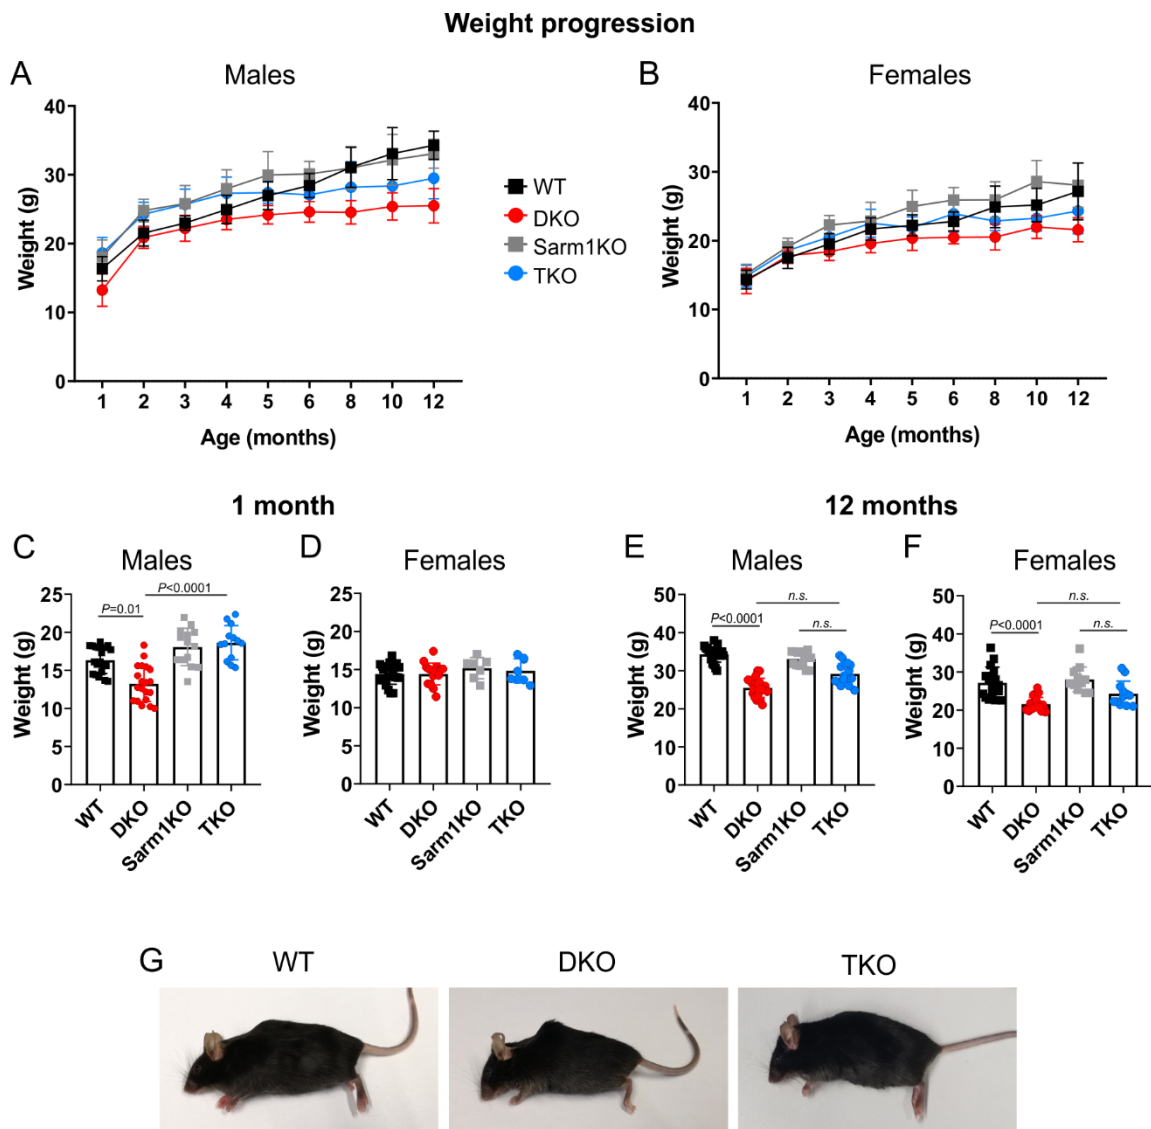 Weight progression
A
Males
Weight (g)
40
30
20
10
0
1 2 3 4 5 6 8 10 12
Age (months)
WT
DKO
Sarm1KO
TKO
B
Females
Weight (g)
40
30
20
10
0
1 2 3 4 5 6 8 10 12
Age (months)
1 month
C
Males
Weight (g)
25
20
15
10
5
0
P=0.01
P<0.0001
WT
DKO
Sarm1KO
TKO
D
Females
Weight (g)
25
20
15
10
5
0
WT
DKO
Sarm1KO
TKO
12 months
E
Males
Weight (g)
50
40
30
20
10
0
P<0.0001
n.s.
n.s.
WT
DKO
Sarm1KO
TKO
F
Females
Weight (g)
50
40
30
20
10
0
P<0.0001
n.s.
n.s.
WT
DKO
Sarm1KO
TKO
G
WT
DKO
TKO